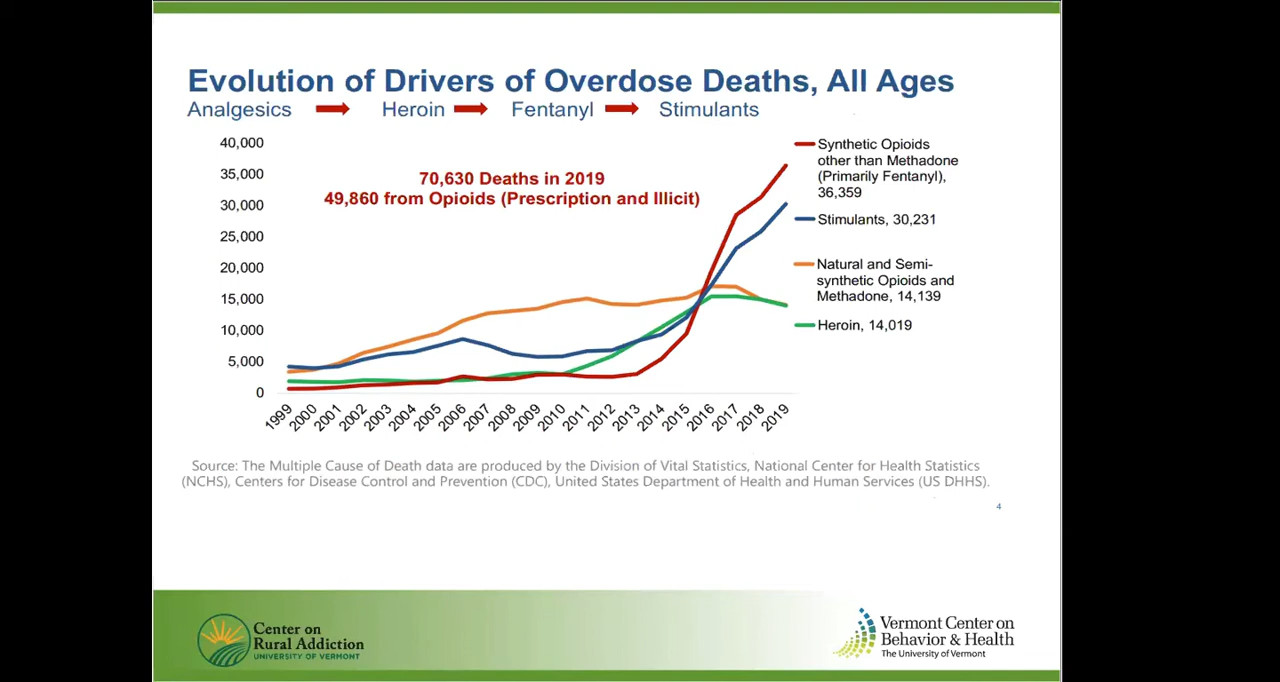 Evolution of Drivers of Overdose Deaths, All Ages
Analgesics Heroin Fentanyl Stimulants
40,000
35,000
30,000
25,000
20,000
15,000
10,000
5,000
0
70,630 Deaths in 2019
49,860 from Opioids (Prescription and Illicit)
1999 2000 2001 2002 2003 2004 2005 2006 2007 2008 2009 2010 2011 2012 2013 2014 2015 2016 2017 2018 2019
Synthetic Opioids
other than Methadone
(Primarily Fentanyl),
36,359
Stimulants, 30,231
Natural and Semi-
synthetic Opioids and
Methadone, 14,139
Heroin, 14,019
Source: The Multiple Cause of Death data are produced by the Division of Vital Statistics, National Center for Health Statistics
(NCHS), Centers for Disease Control and Prevention (CDC), United States Department of Health and Human Services (US DHHS).
4
Center on
Rural Addiction
UNIVERSITY OF VERMONT
Vermont Center on
Behavior & Health
The University of Vermont